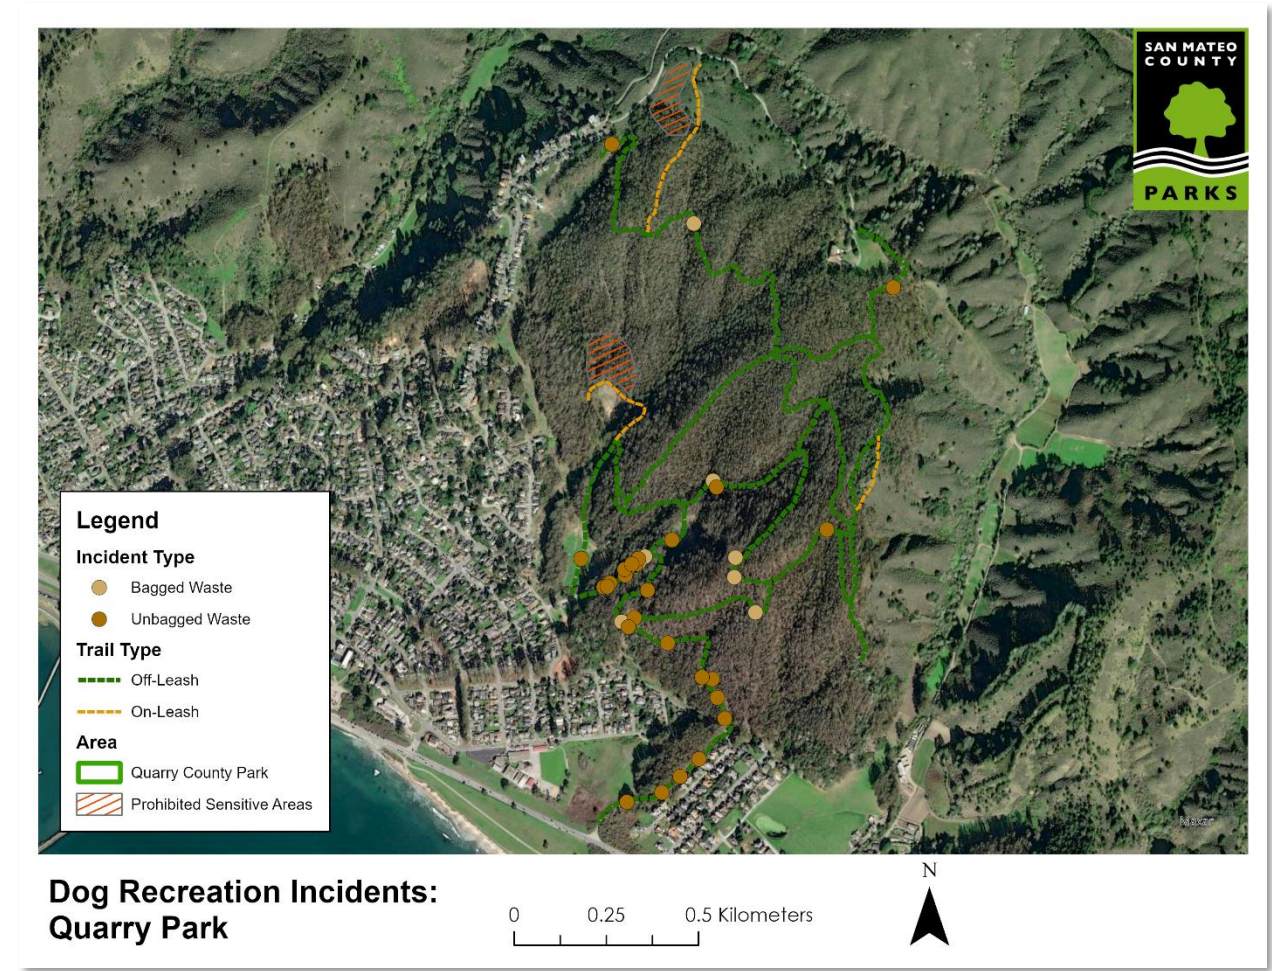 SAN MATEO
COUNTY
PARKS
Legend
Incident Type
Bagged Waste
Unbagged Waste
Trail Type
Off-Leash
On-Leash
Area
Quarry County Park
Prohibited Sensitive Areas
Maxar
Dog Recreation Incidents:
Quarry Park
0 0.25 0.5 Kilometers
N